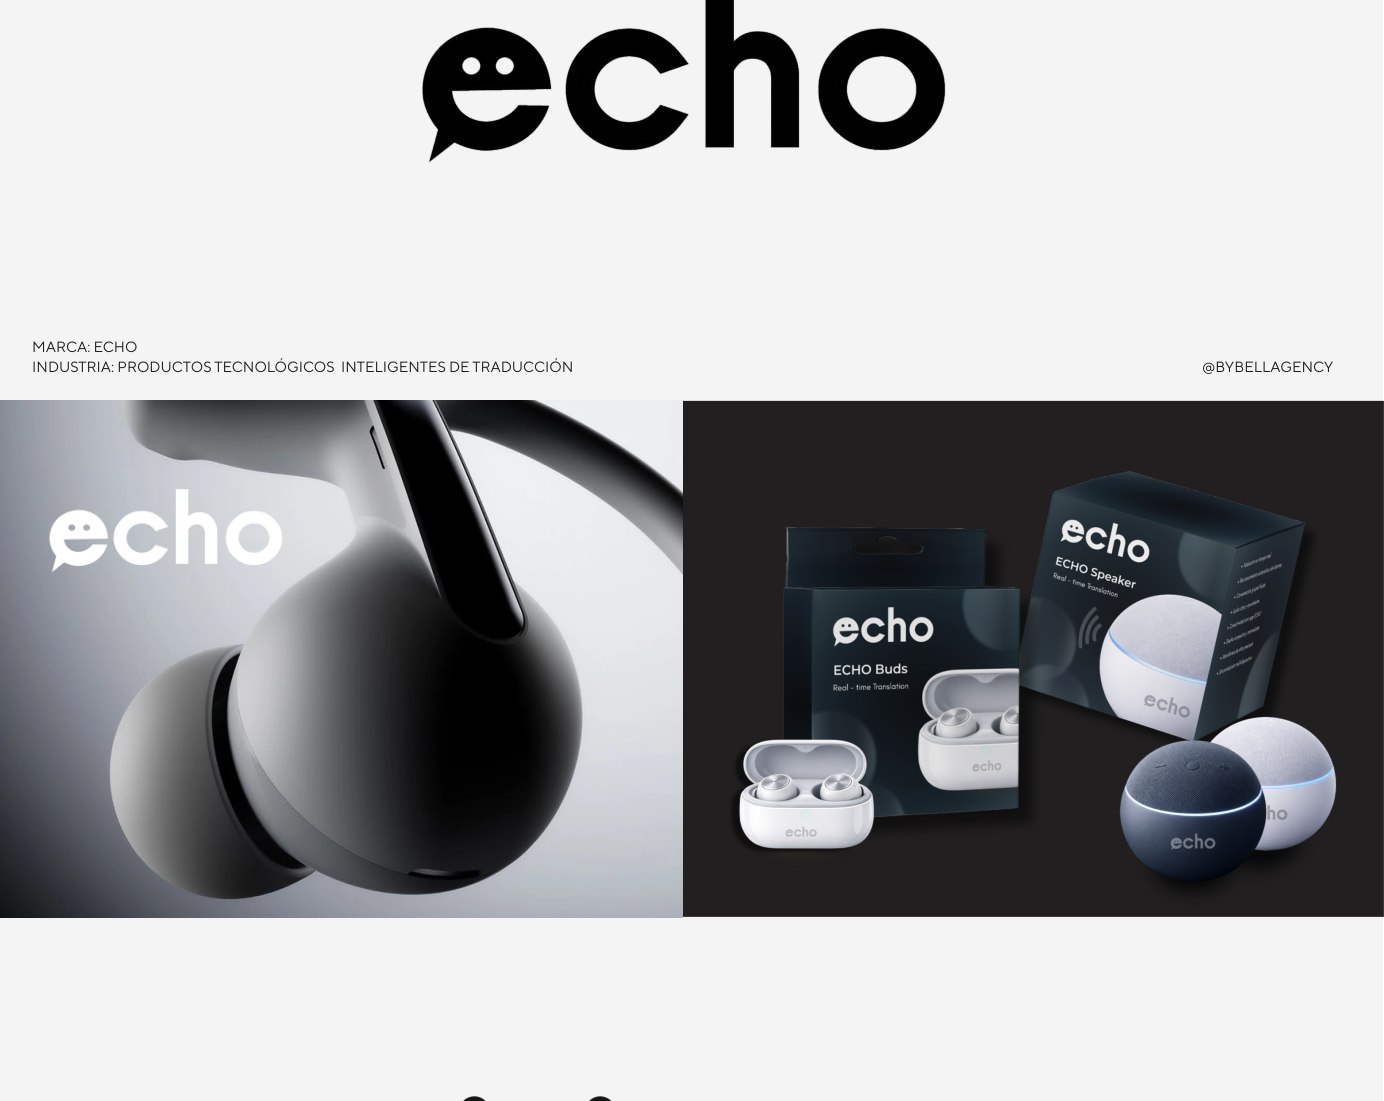 echo
MARCA: ECHO
INDUSTRIA: PRODUCTOS TECNOLÓGICOS INTELIGENTES DE TRADUCCIÓN
@BYBELLAGENCY
echo
echo
ECHO Speaker
Real - time Translation
echo
echo
ECHO Buds
Real - time Translation
echo
echo
echo
ho